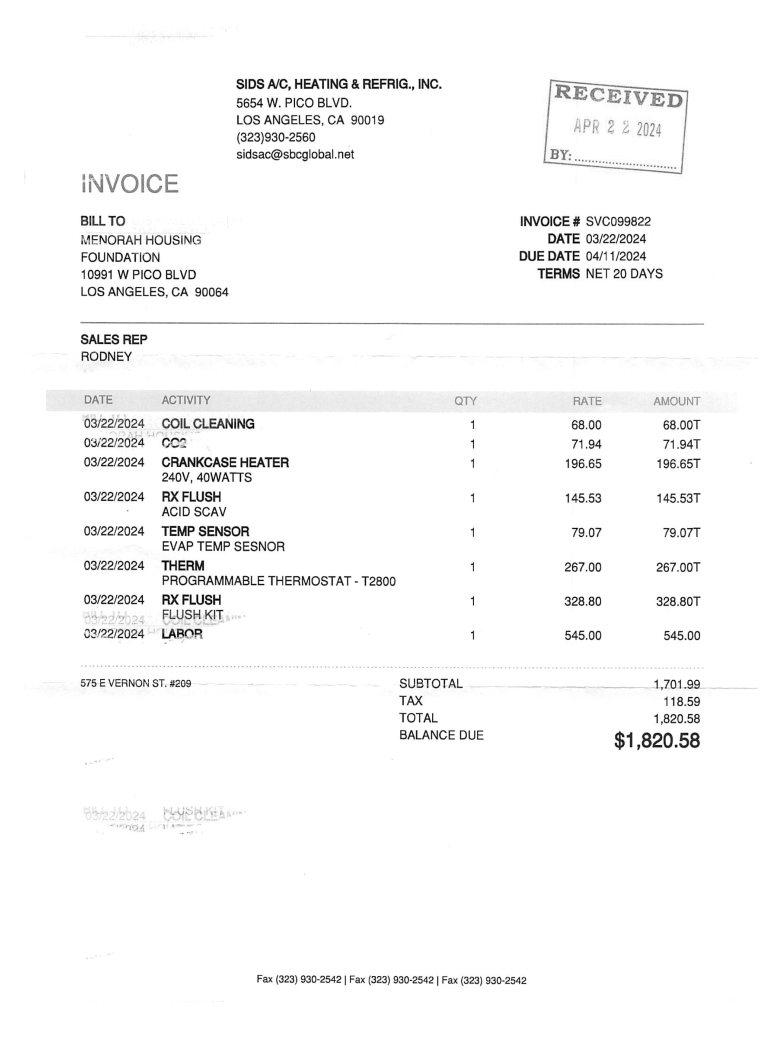 SIDS A/C, HEATING & REFRIG., INC.
5654 W. PICO BLVD.
LOS ANGELES, CA 90019
(323)930-2560
sidsac@sbcglobal.net
RECEIVED
APR 22 2024
BY:
INVOICE
BILL TO
MENORAH HOUSING
FOUNDATION
10991 W PICO BLVD
LOS ANGELES, CA 90064
INVOICE # SVC099822
DATE 03/22/2024
DUE DATE 04/11/2024
TERMS NET 20 DAYS
SALES REP
RODNEY
DATE ACTIVITY QTY RATE AMOUNT
03/22/2024 COIL CLEANING 1 68.00 68.00T
03/22/2024 CC2 1 71.94 71.94T
03/22/2024 CRANKCASE HEATER 1 196.65 196.65T
240V, 40WATTS
03/22/2024 RX FLUSH 1 145.53 145.53T
ACID SCAV
03/22/2024 TEMP SENSOR 1 79.07 79.07T
EVAP TEMP SESNOR
03/22/2024 THERM 1 267.00 267.00T
PROGRAMMABLE THERMOSTAT - T2800
03/22/2024 RX FLUSH 1 328.80 328.80T
FLUSH KIT
03/22/2024 LABOR 1 545.00 545.00
575 E VERNON ST. #209
SUBTOTAL 1,701.99
TAX 118.59
TOTAL 1,820.58
BALANCE DUE $1,820.58
03/22/2024 COIL CLEA
Fax (323) 930-2542 | Fax (323) 930-2542 | Fax (323) 930-2542